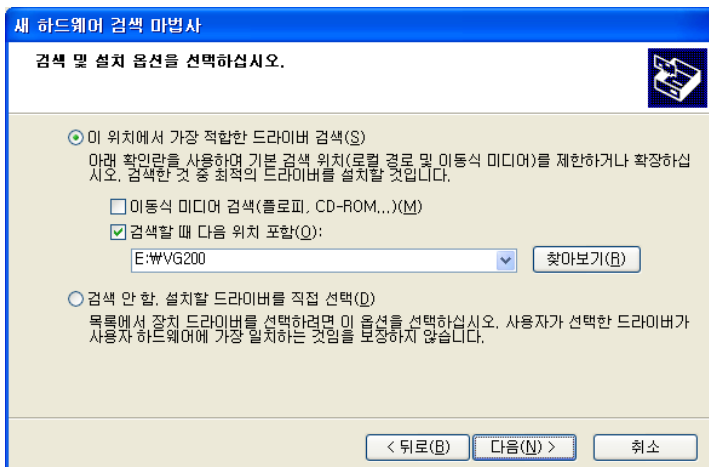 새 하드웨어 검색 마법사
검색 및 설치 옵션을 선택하십시오.
이 위치에서 가장 적합한 드라이버 검색(S)
아래 확인란을 사용하여 기본 검색 위치(로컬 경로 및 이동식 미디어)를 제한하거나 확장하십
시오. 검색한 것 중 최적의 드라이버를 설치할 것입니다.
이동식 미디어 검색(플로피, CD-ROM...)(M)
검색할 때 다음 위치 포함(O):
E:₩VG200
찾아보기(R)
검색 안 함. 설치할 드라이버를 직접 선택(D)
목록에서 장치 드라이버를 선택하려면 이 옵션을 선택하십시오. 사용자가 선택한 드라이버가
사용자 하드웨어에 가장 일치하는 것임을 보장하지 않습니다.
< 뒤로(B) 다음(N) > 취소